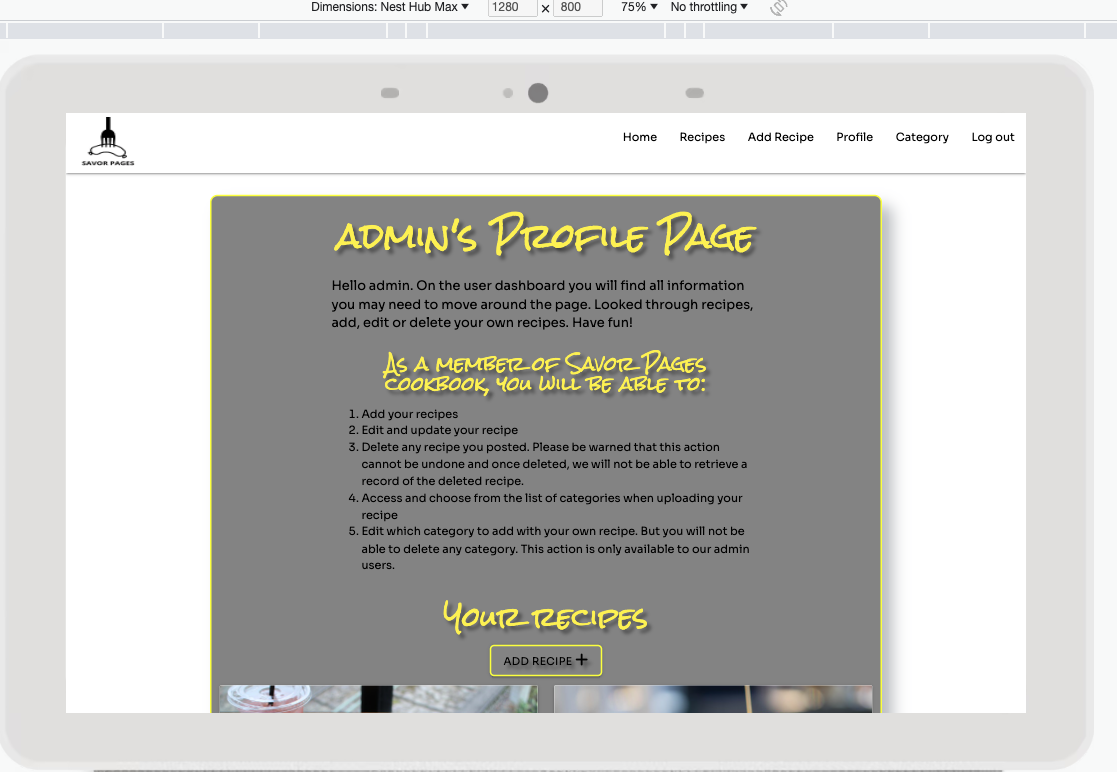 Dimensions: Nest Hub Max ▼ 1280 × 800 75% ▼ No throttling ▼
SAVOR PAGES
Home Recipes Add Recipe Profile Category Log out
admin's Profile Page
Hello admin. On the user dashboard you will find all information
you may need to move around the page. Looked through recipes,
add, edit or delete your own recipes. Have fun!
As a member of Savor Pages
cookbook, you will be able to:
1. Add your recipes
2. Edit and update your recipe
3. Delete any recipe you posted. Please be warned that this action
cannot be undone and once deleted, we will not be able to retrieve a
record of the deleted recipe.
4. Access and choose from the list of categories when uploading your
recipe
5. Edit which category to add with your own recipe. But you will not be
able to delete any category. This action is only available to our admin
users.
Your recipes
ADD RECIPE +